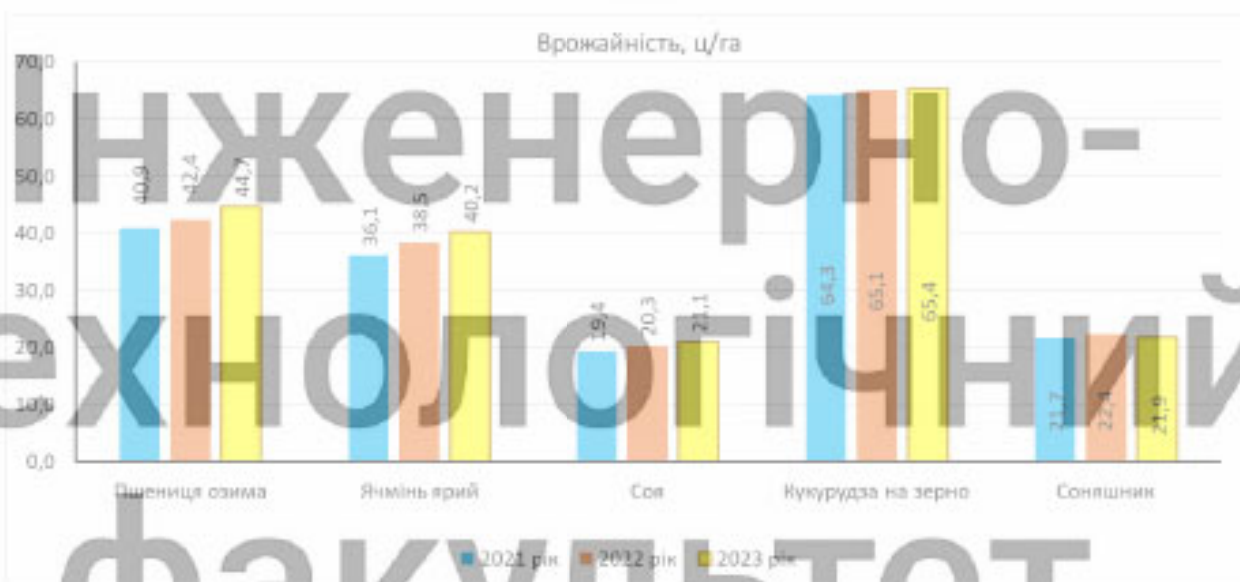 Врожайність, ц/га
70,0
60,0
50,0
40,0
30,0
20,0
10,0
0,0
40,9 42,4 44,7
36,1 38,5 40,2
19,4 20,3 21,1
64,3 65,1 65,4
21,7 22,4 21,9
Пшениця озима Ячмінь ярий Соя Кукурудза на зерно Соняшник
2021 рік 2022 рік 2023 рік
нженерно-
ехнологічний
факультет